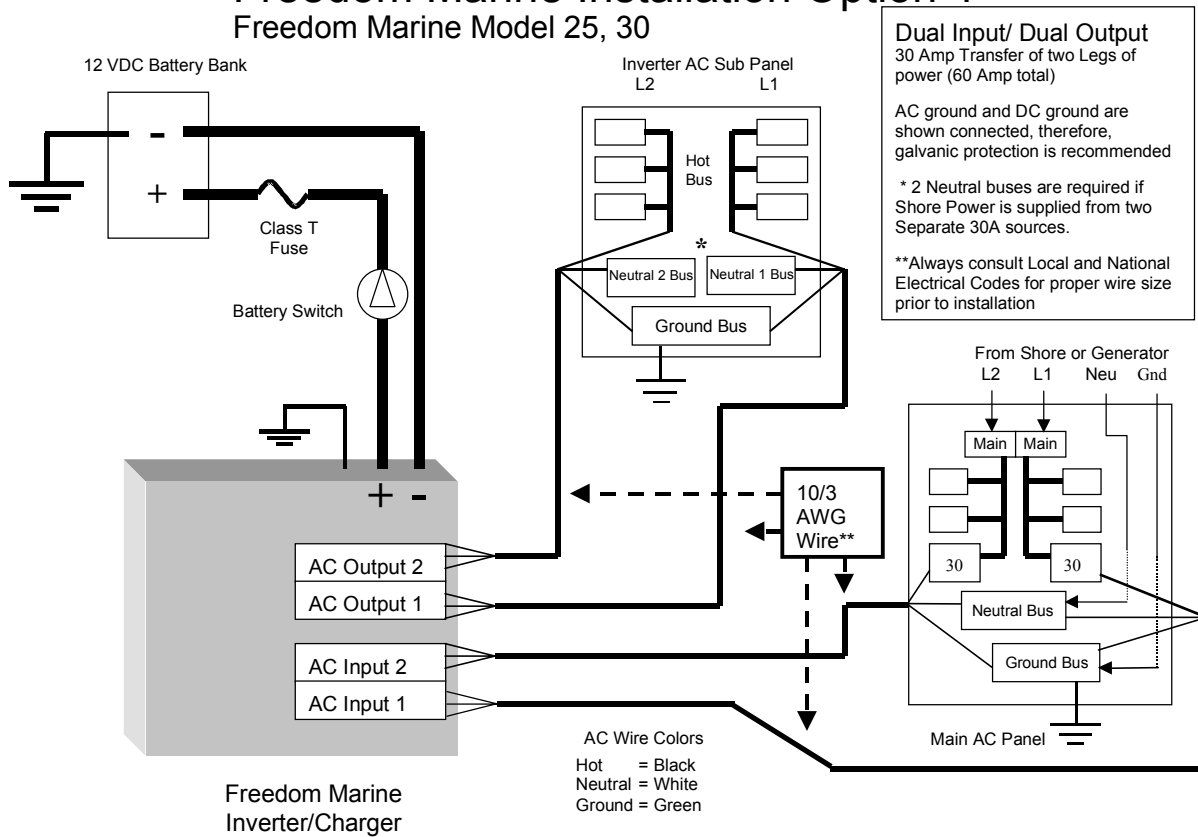 Freedom Marine Model 25, 30
12 VDC Battery Bank
-
+
Class T
Fuse
Battery Switch
+ -
AC Output 2
AC Output 1
AC Input 2
AC Input 1
Freedom Marine
Inverter/Charger
Inverter AC Sub Panel
L2 L1
Hot
Bus
*
Neutral 2 Bus Neutral 1 Bus
Ground Bus
10/3
AWG
Wire**
AC Wire Colors
Hot = Black
Neutral = White
Ground = Green
Dual Input/ Dual Output
30 Amp Transfer of two Legs of
power (60 Amp total)
AC ground and DC ground are
shown connected, therefore,
galvanic protection is recommended
* 2 Neutral buses are required if
Shore Power is supplied from two
Separate 30A sources.
**Always consult Local and National
Electrical Codes for proper wire size
prior to installation
From Shore or Generator
L2 L1 Neu Gnd
Main Main
30 30
Neutral Bus
Ground Bus
Main AC Panel